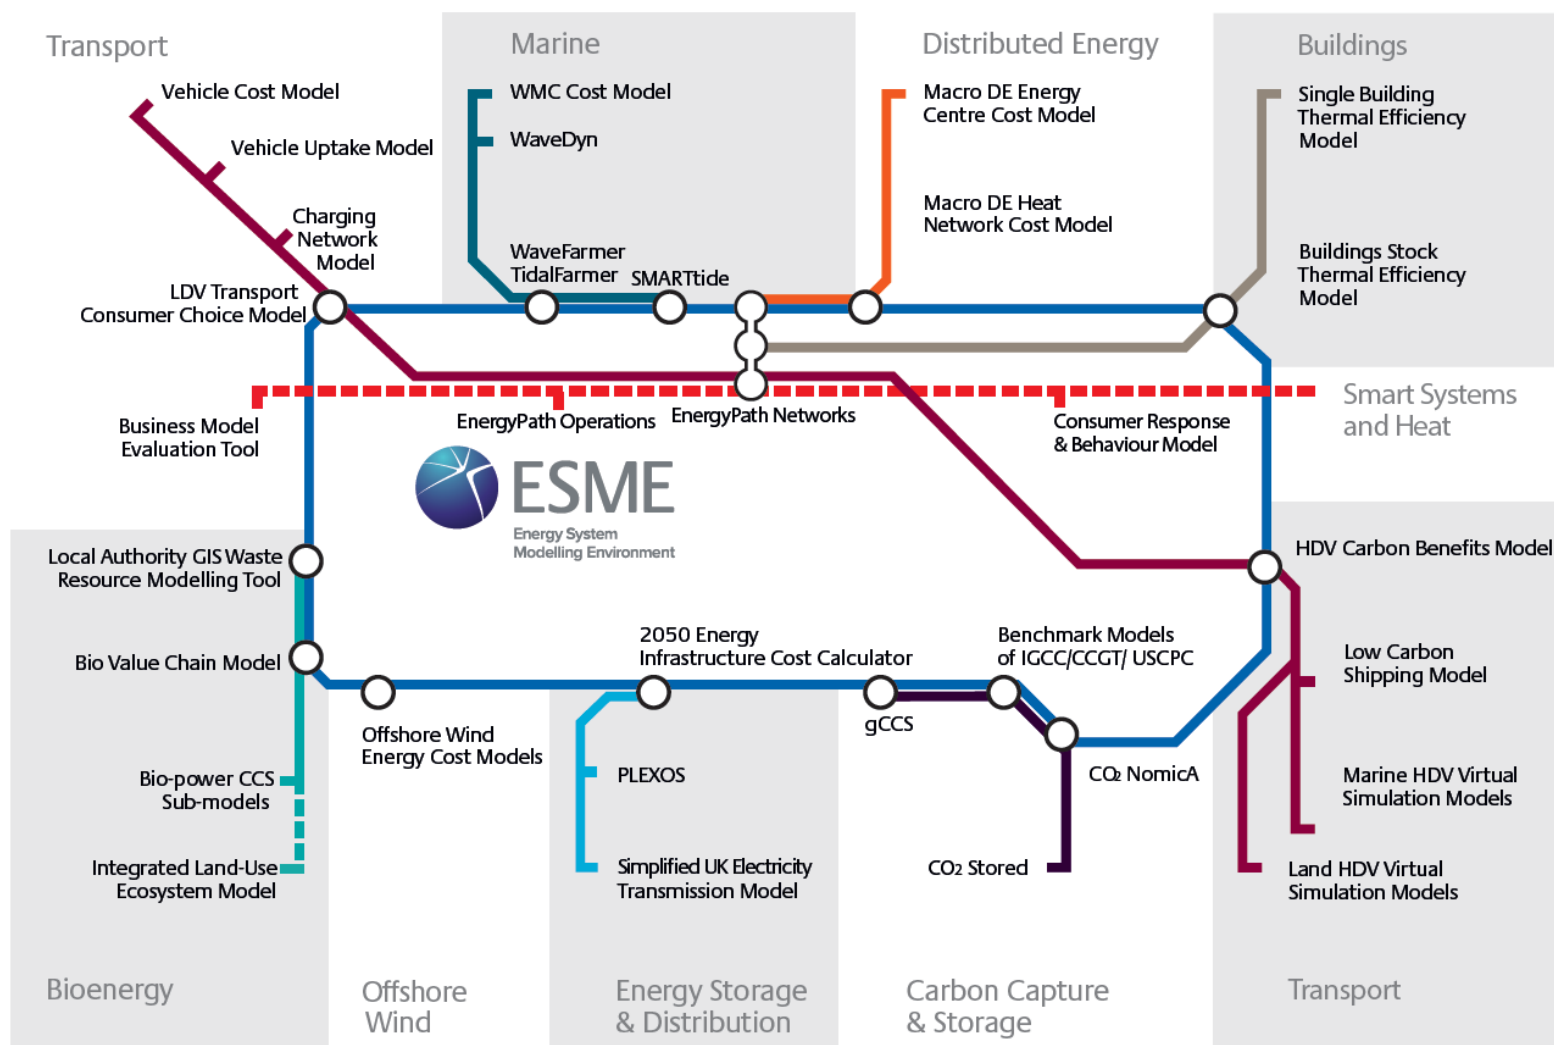 Transport
Marine
Distributed Energy
Buildings
Vehicle Cost Model
Vehicle Uptake Model
Charging
Network
Model
LDV Transport
Consumer Choice Model
WMC Cost Model
WaveDyn
WaveFarmer
TidalFarmer
SMARTtide
Macro DE Energy
Centre Cost Model
Macro DE Heat
Network Cost Model
Single Building
Thermal Efficiency
Model
Buildings Stock
Thermal Efficiency
Model
Business Model
Evaluation Tool
EnergyPath Operations
EnergyPath Networks
Consumer Response
& Behaviour Model
Smart Systems
and Heat
ESME
Energy System
Modelling Environment
Local Authority GIS Waste
Resource Modelling Tool
Bio Value Chain Model
Bio-power CCS
Sub-models
Integrated Land-Use
Ecosystem Model
Offshore Wind
Energy Cost Models
2050 Energy
Infrastructure Cost Calculator
PLEXOS
Simplified UK Electricity
Transmission Model
gCCS
Benchmark Models
of IGCC/CCGT/ USCPC
CO₂ NomicA
CO₂ Stored
HDV Carbon Benefits Model
Low Carbon
Shipping Model
Marine HDV Virtual
Simulation Models
Land HDV Virtual
Simulation Models
Bioenergy
Offshore
Wind
Energy Storage
& Distribution
Carbon Capture
& Storage
Transport